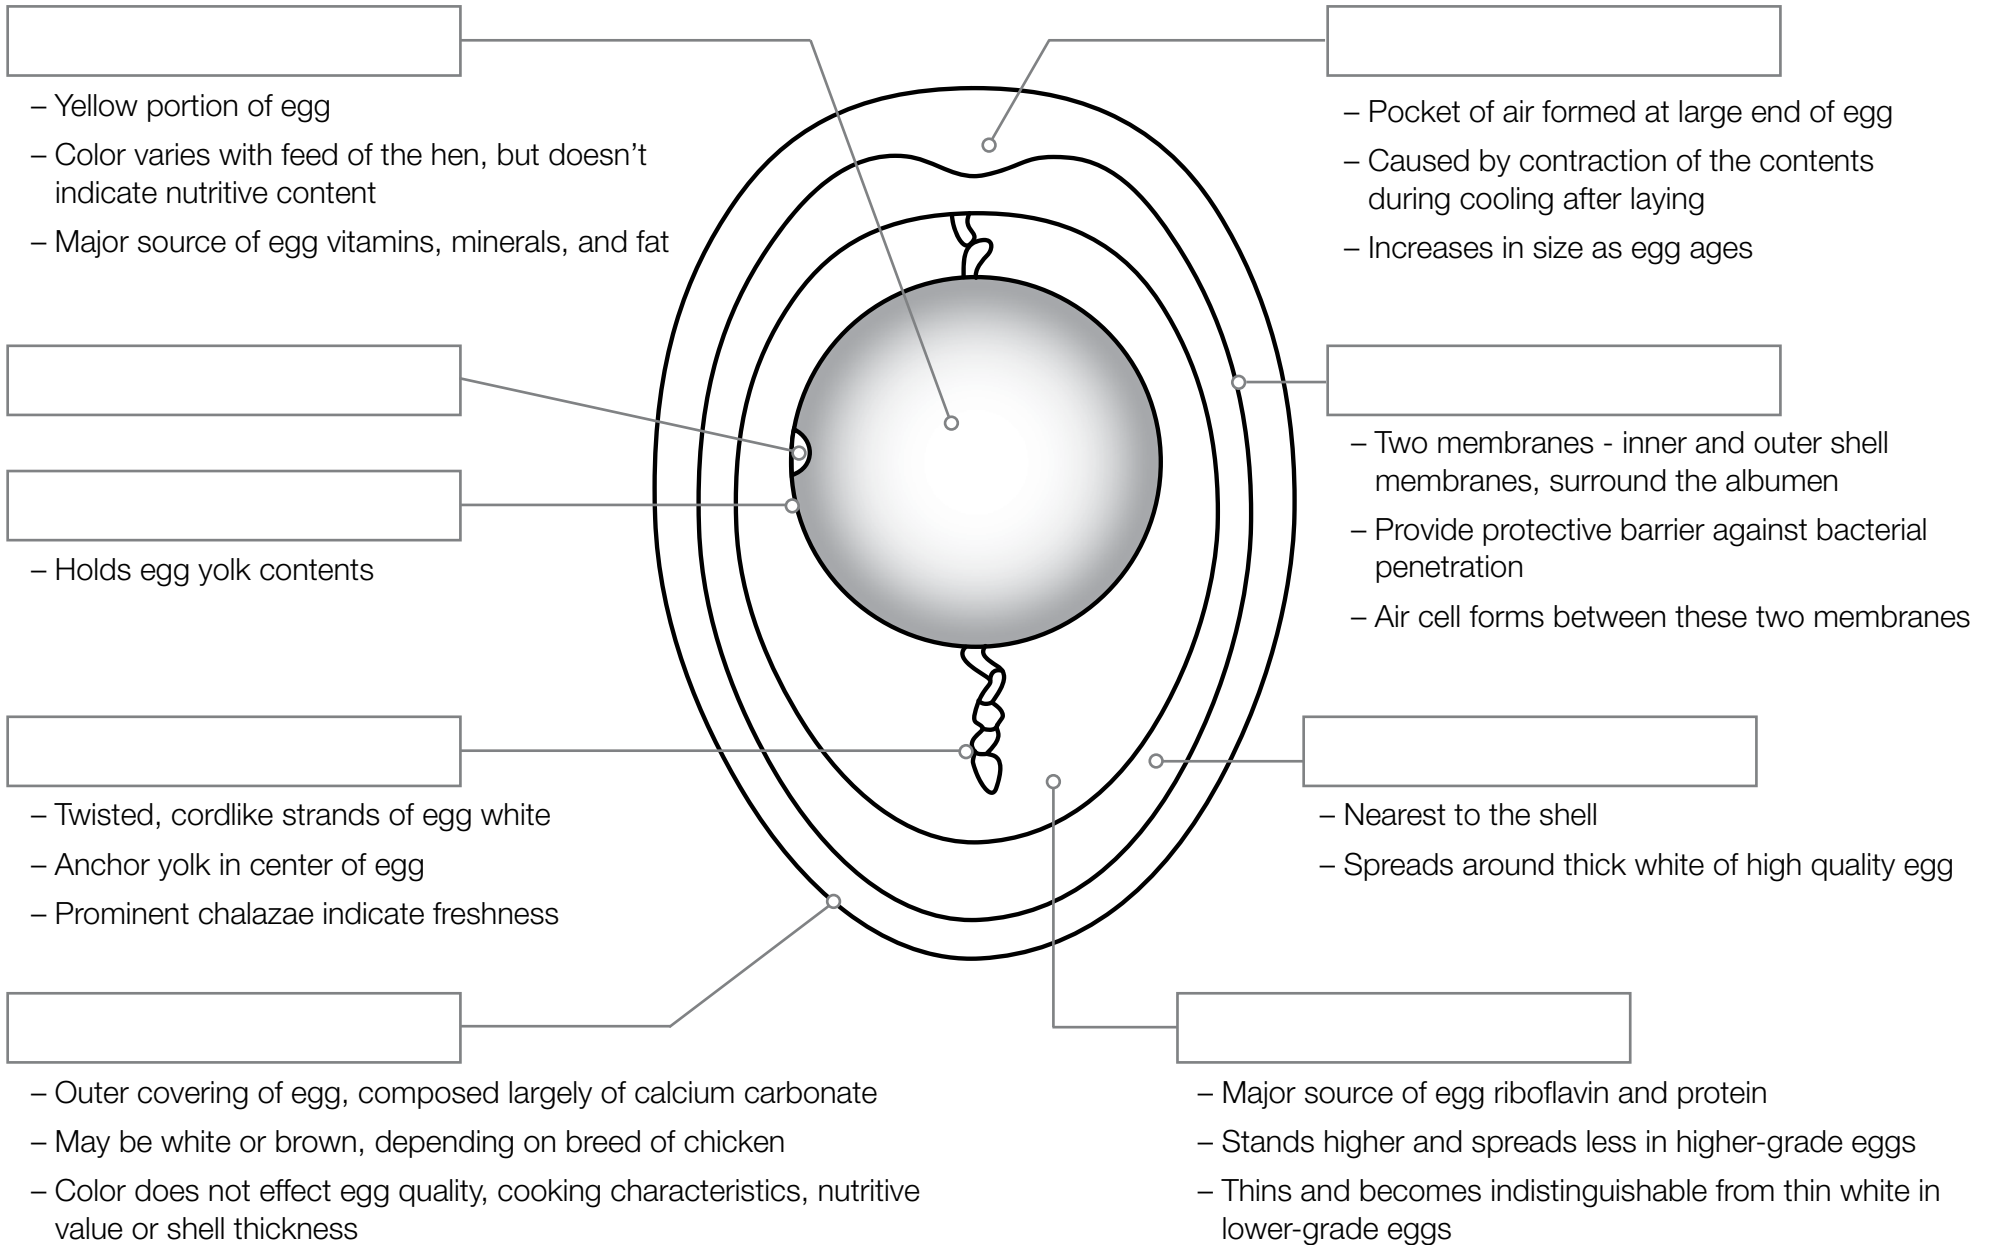 – Yellow portion of egg
– Color varies with feed of the hen, but doesn’t
indicate nutritive content
– Major source of egg vitamins, minerals, and fat
– Holds egg yolk contents
– Twisted, cordlike strands of egg white
– Anchor yolk in center of egg
– Prominent chalazae indicate freshness
– Outer covering of egg, composed largely of calcium carbonate
– May be white or brown, depending on breed of chicken
– Color does not effect egg quality, cooking characteristics, nutritive
value or shell thickness
– Pocket of air formed at large end of egg
– Caused by contraction of the contents
during cooling after laying
– Increases in size as egg ages
– Two membranes - inner and outer shell
membranes, surround the albumen
– Provide protective barrier against bacterial
penetration
– Air cell forms between these two membranes
– Nearest to the shell
– Spreads around thick white of high quality egg
– Major source of egg riboflavin and protein
– Stands higher and spreads less in higher-grade eggs
– Thins and becomes indistinguishable from thin white in
lower-grade eggs